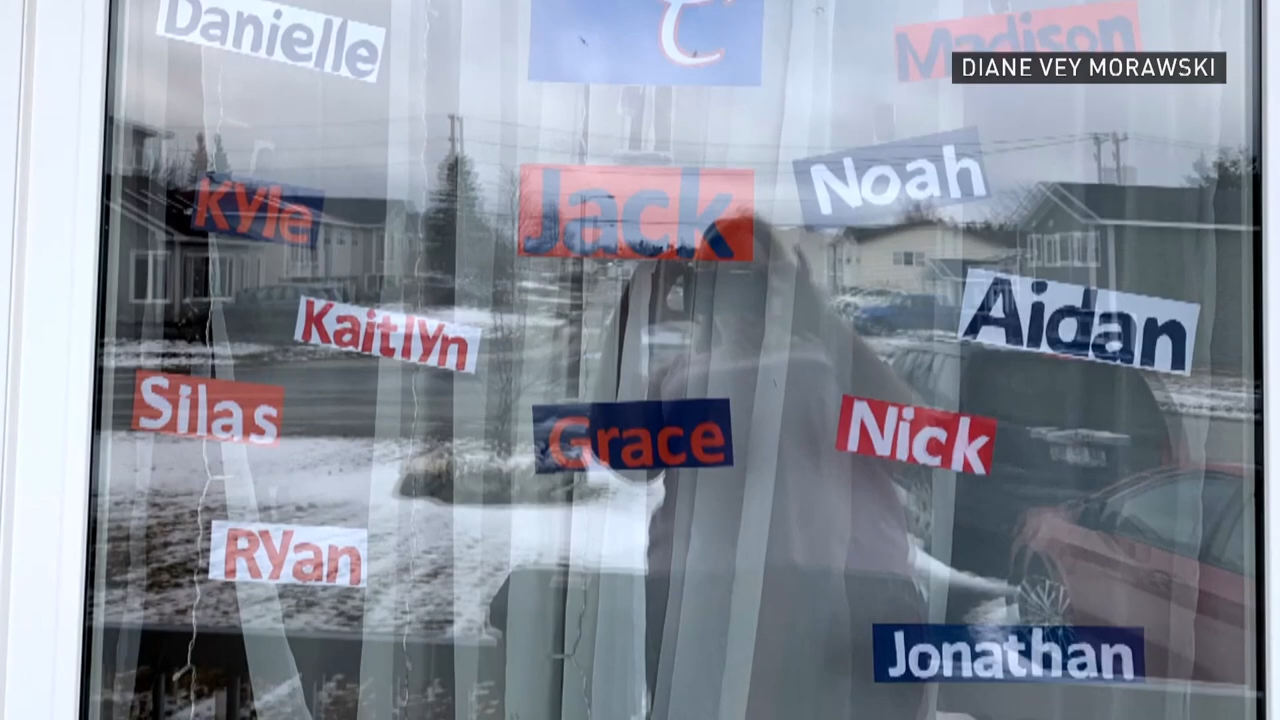 Danielle
Madison
DIANE VEY MORAWSKI
Kyle
Jack
Noah
Kaitlyn
Aidan
Silas
Grace
Nick
Ryan
Jonathan